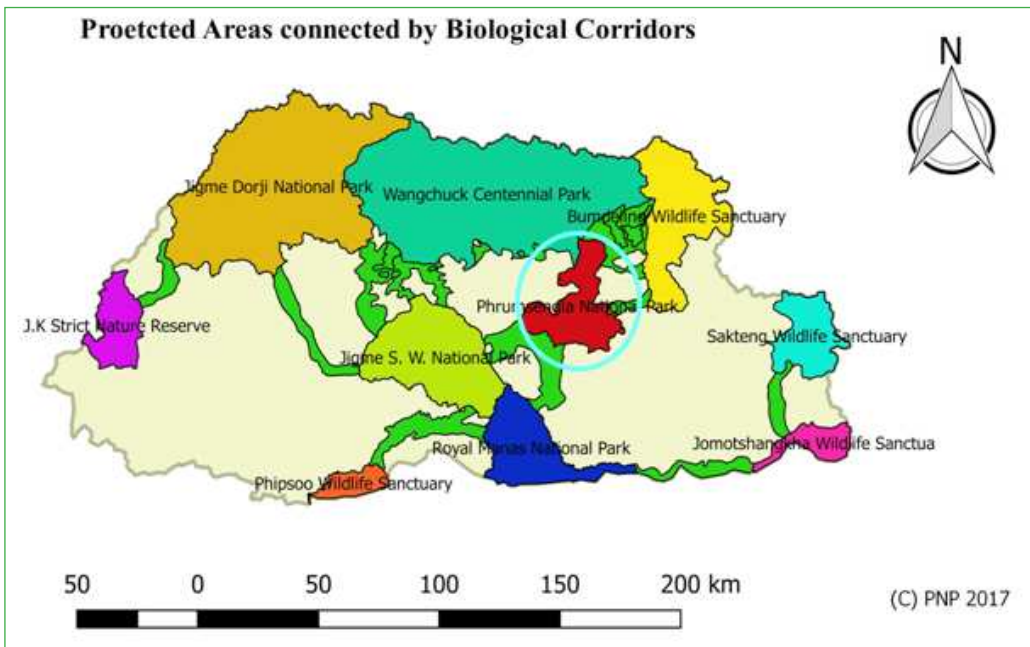 Proetcted Areas connected by Biological Corridors
N
Jigme Dorji National Park
Wangchuck Centennial Park
Bumdeling Wildlife Sanctuary
Phrumsengla National Park
J.K Strict Nature Reserve
Sakteng Wildlife Sanctuary
Jigme S. W. National Park
Royal Manas National Park
Jomotshangkha Wildlife Sanctua
Phipsoo Wildlife Sanctuary
50 0 50 100 150 200 km
(C) PNP 2017